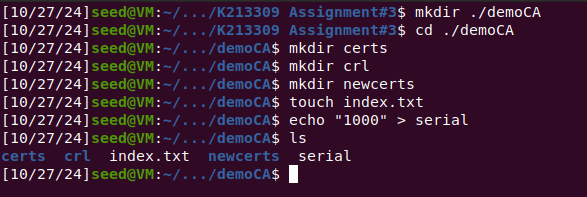 [10/27/24]seed@VM:~/.../K213309 Assignment#3$ mkdir ./demoCA
[10/27/24]seed@VM:~/.../K213309 Assignment#3$ cd ./demoCA
[10/27/24]seed@VM:~/.../demoCA$ mkdir certs
[10/27/24]seed@VM:~/.../demoCA$ mkdir crl
[10/27/24]seed@VM:~/.../demoCA$ mkdir newcerts
[10/27/24]seed@VM:~/.../demoCA$ touch index.txt
[10/27/24]seed@VM:~/.../demoCA$ echo "1000" > serial
[10/27/24]seed@VM:~/.../demoCA$ ls
certs  crl  index.txt  newcerts  serial
[10/27/24]seed@VM:~/.../demoCA$